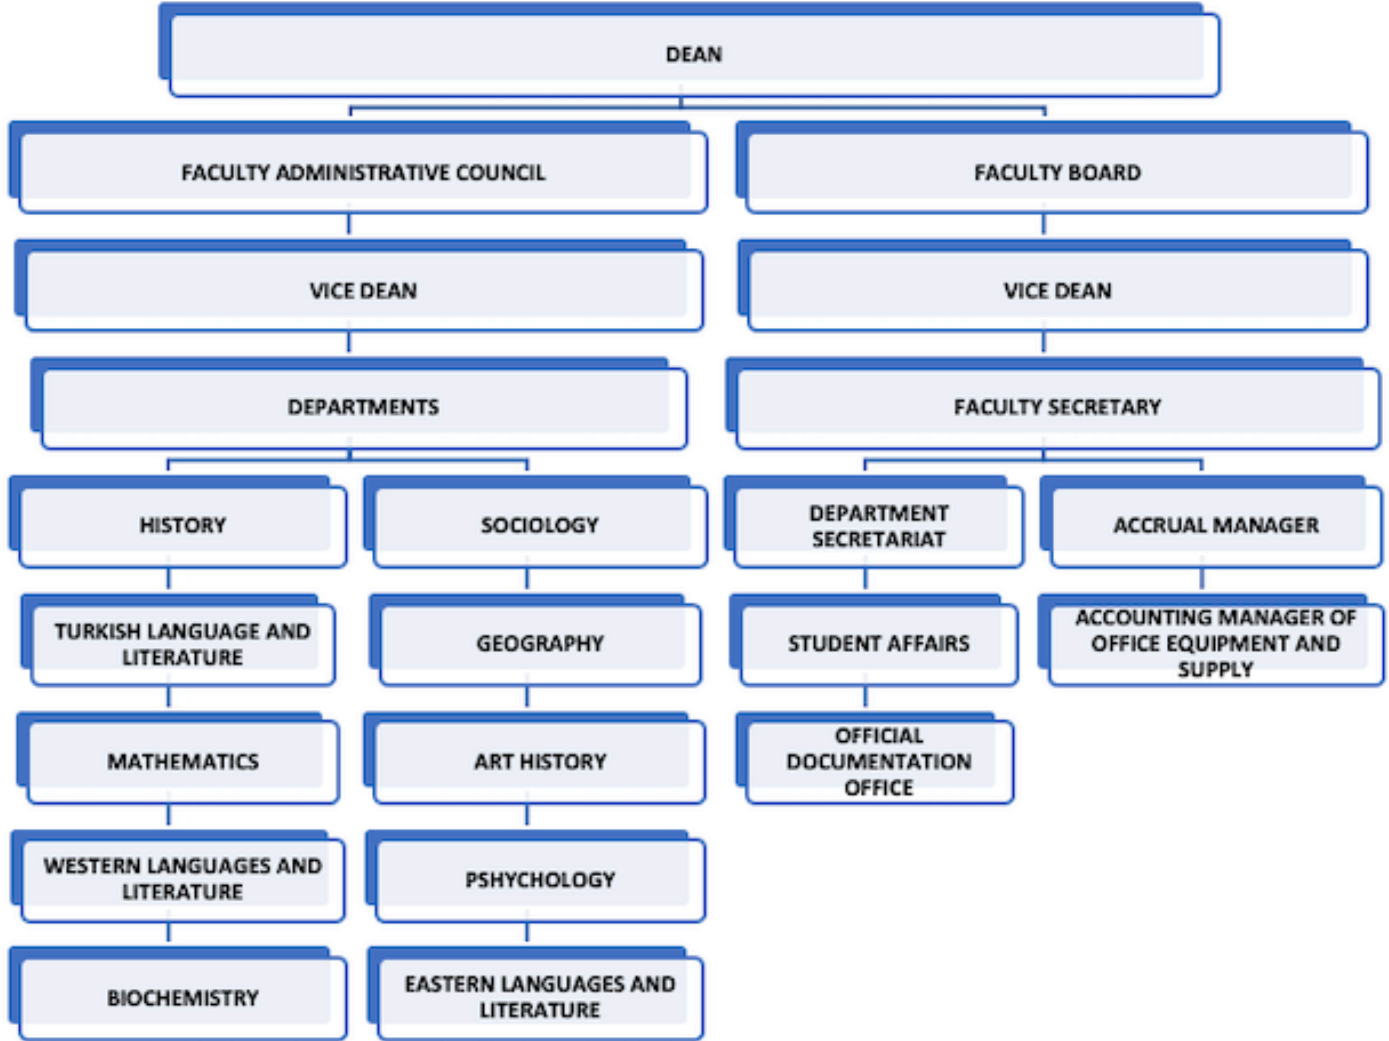 DEAN
FACULTY ADMINISTRATIVE COUNCIL
FACULTY BOARD
VICE DEAN
VICE DEAN
DEPARTMENTS
FACULTY SECRETARY
HISTORY
SOCIOLOGY
DEPARTMENT
SECRETARIAT
ACCRUAL MANAGER
TURKISH LANGUAGE AND
LITERATURE
GEOGRAPHY
STUDENT AFFAIRS
ACCOUNTING MANAGER OF
OFFICE EQUIPMENT AND
SUPPLY
MATHEMATICS
ART HISTORY
OFFICIAL
DOCUMENTATION
OFFICE
WESTERN LANGUAGES AND
LITERATURE
PSHYCHOLOGY
BIOCHEMISTRY
EASTERN LANGUAGES AND
LITERATURE